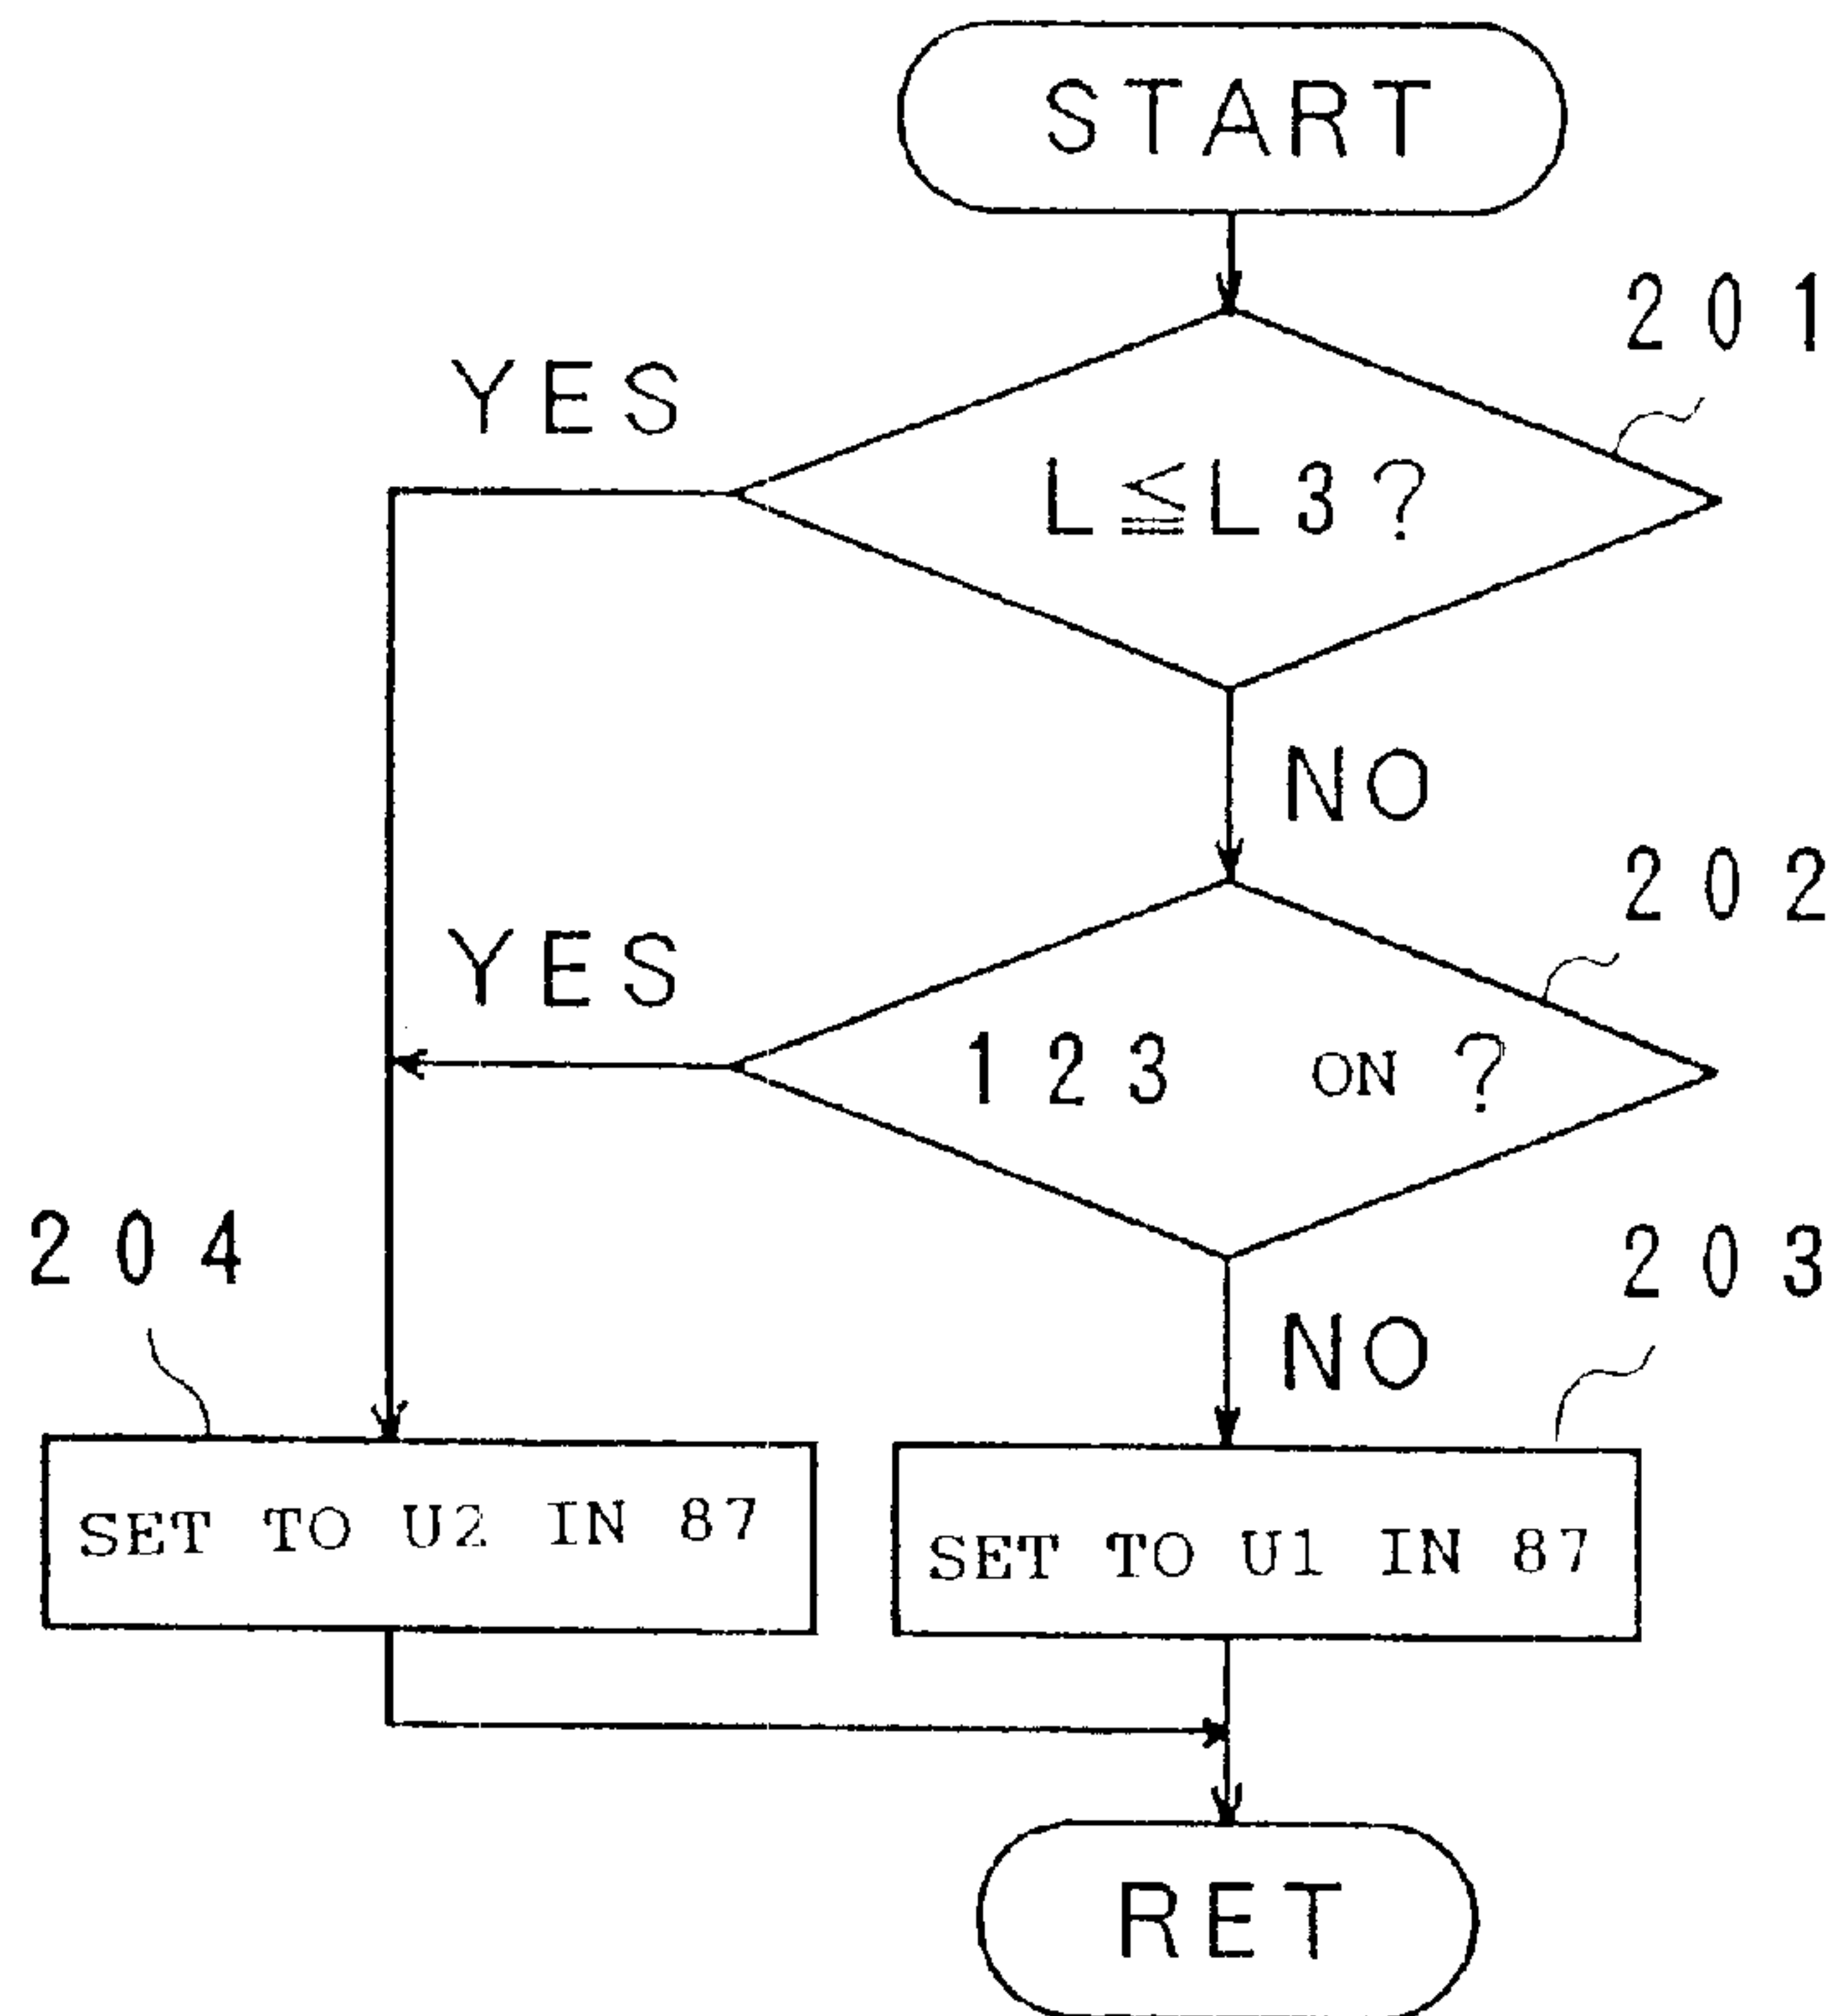 START
201
YES
L≦L3?
NO
202
YES
123 ON ?
204
203
NO
SET TO U2 IN 87
SET TO U1 IN 87
RET